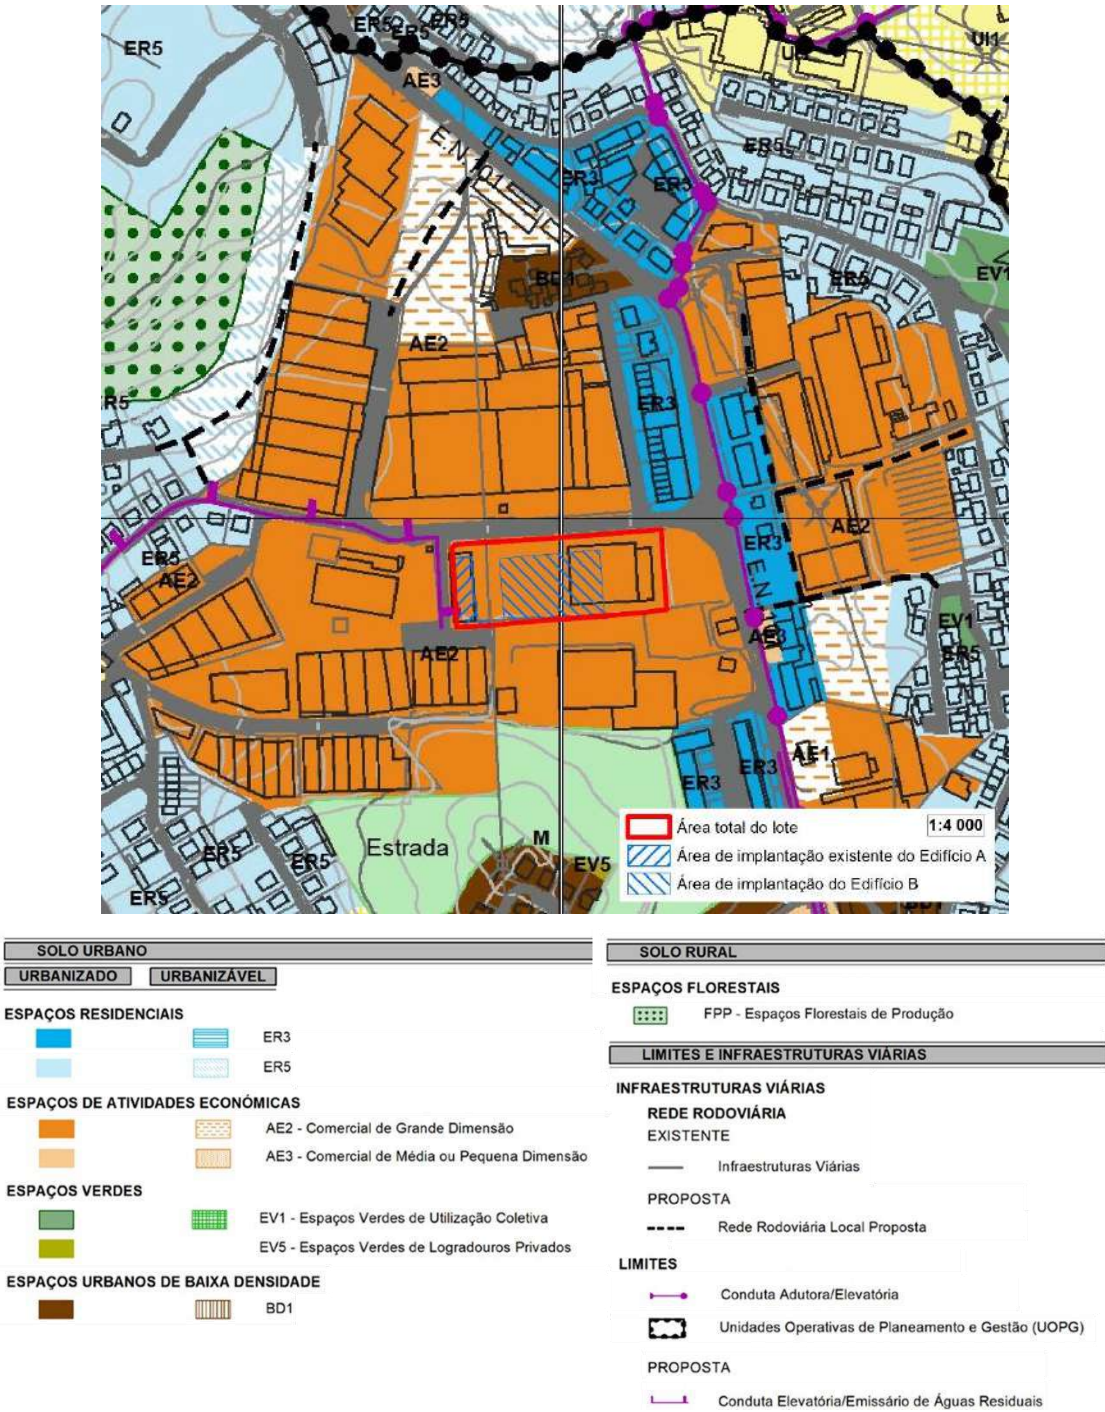 ER5
ER5
ER5
ER5
AE3
UI1
E.N. 101
ER5
ER3
ER5
BD1
EV1
ER5
AE2
R5
ER3
AE2
ER3
ER5
AE2
E.N. 10
EV1
AE3
AE2
ER5
AE1
ER3
ER3
Estrada
M
EV5
ER5
ER5
ER5
Área total do lote
1:4 000
Área de implantação existente do Edifício A
Área de implantação do Edifício B
SOLO URBANO
URBANIZADO URBANIZÁVEL
ESPAÇOS RESIDENCIAIS
ER3
ER5
ESPAÇOS DE ATIVIDADES ECONÓMICAS
AE2 - Comercial de Grande Dimensão
AE3 - Comercial de Média ou Pequena Dimensão
ESPAÇOS VERDES
EV1 - Espaços Verdes de Utilização Coletiva
EV5 - Espaços Verdes de Logradouros Privados
ESPAÇOS URBANOS DE BAIXA DENSIDADE
BD1
SOLO RURAL
ESPAÇOS FLORESTAIS
FPP - Espaços Florestais de Produção
LIMITES E INFRAESTRUTURAS VIÁRIAS
INFRAESTRUTURAS VIÁRIAS
REDE RODOVIÁRIA
EXISTENTE
Infraestruturas Viárias
PROPOSTA
Rede Rodoviária Local Proposta
LIMITES
Conduta Adutora/Elevatória
Unidades Operativas de Planeamento e Gestão (UOPG)
PROPOSTA
Conduta Elevatória/Emissário de Águas Residuais